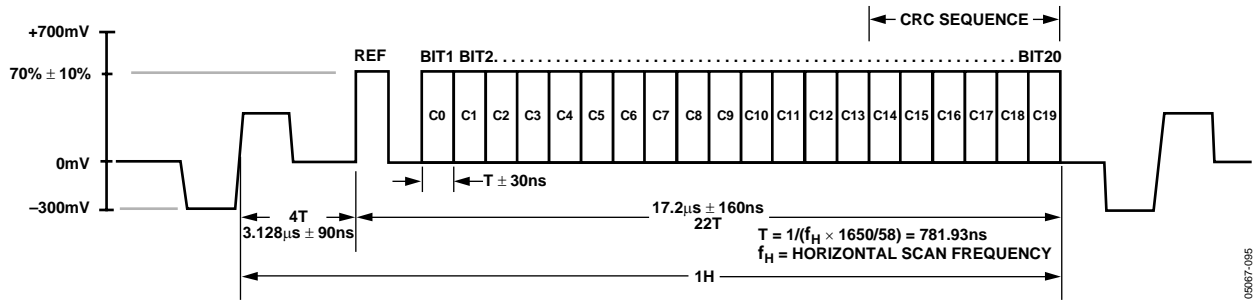 CRC SEQUENCE
+700mV
REF
BIT1 BIT2. . . . . . . . . . . . . . . . . . . . . . . . . . . . . . . . . . . . . . . . . . . . . . . . . . . . . . . . . . . . BIT20
70% ± 10%
C0 C1 C2 C3 C4 C5 C6 C7 C8 C9 C10 C11 C12 C13 C14 C15 C16 C17 C18 C19
0mV
T ± 30ns
–300mV
4T
3.128µs ± 90ns
17.2µs ± 160ns
22T
T = 1/(fH × 1650/58) = 781.93ns
fH = HORIZONTAL SCAN FREQUENCY
1H
05067-095